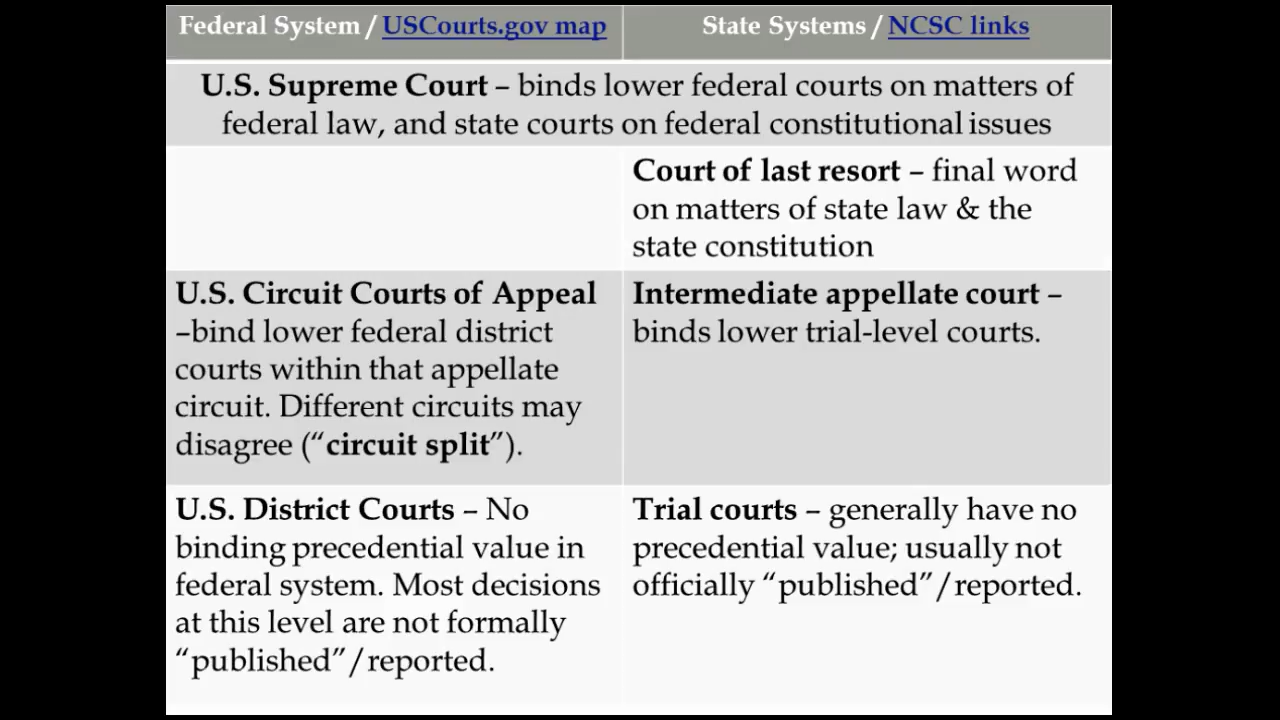 Federal System / USCourts.gov map
State Systems / NCSC links
U.S. Supreme Court – binds lower federal courts on matters of
federal law, and state courts on federal constitutional issues
Court of last resort – final word
on matters of state law & the
state constitution
U.S. Circuit Courts of Appeal
–bind lower federal district
courts within that appellate
circuit. Different circuits may
disagree (“circuit split”).
Intermediate appellate court –
binds lower trial-level courts.
U.S. District Courts – No
binding precedential value in
federal system. Most decisions
at this level are not formally
“published”/reported.
Trial courts – generally have no
precedential value; usually not
officially “published”/reported.